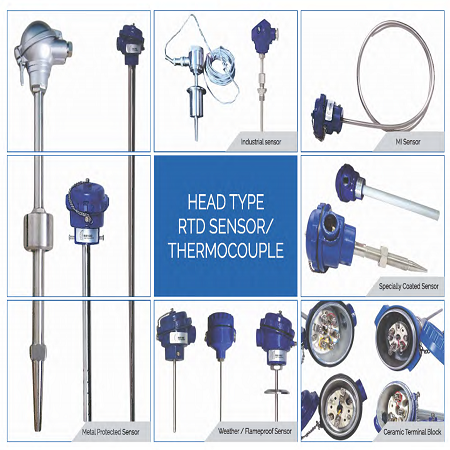 Industrial sensor
MI Sensor
HEAD TYPE
RTD SENSOR/
THERMOCOUPLE
Specially Coated Sensor
Metal Protected Sensor
Weather / Flameproof Sensor
Ceramic Terminal Block